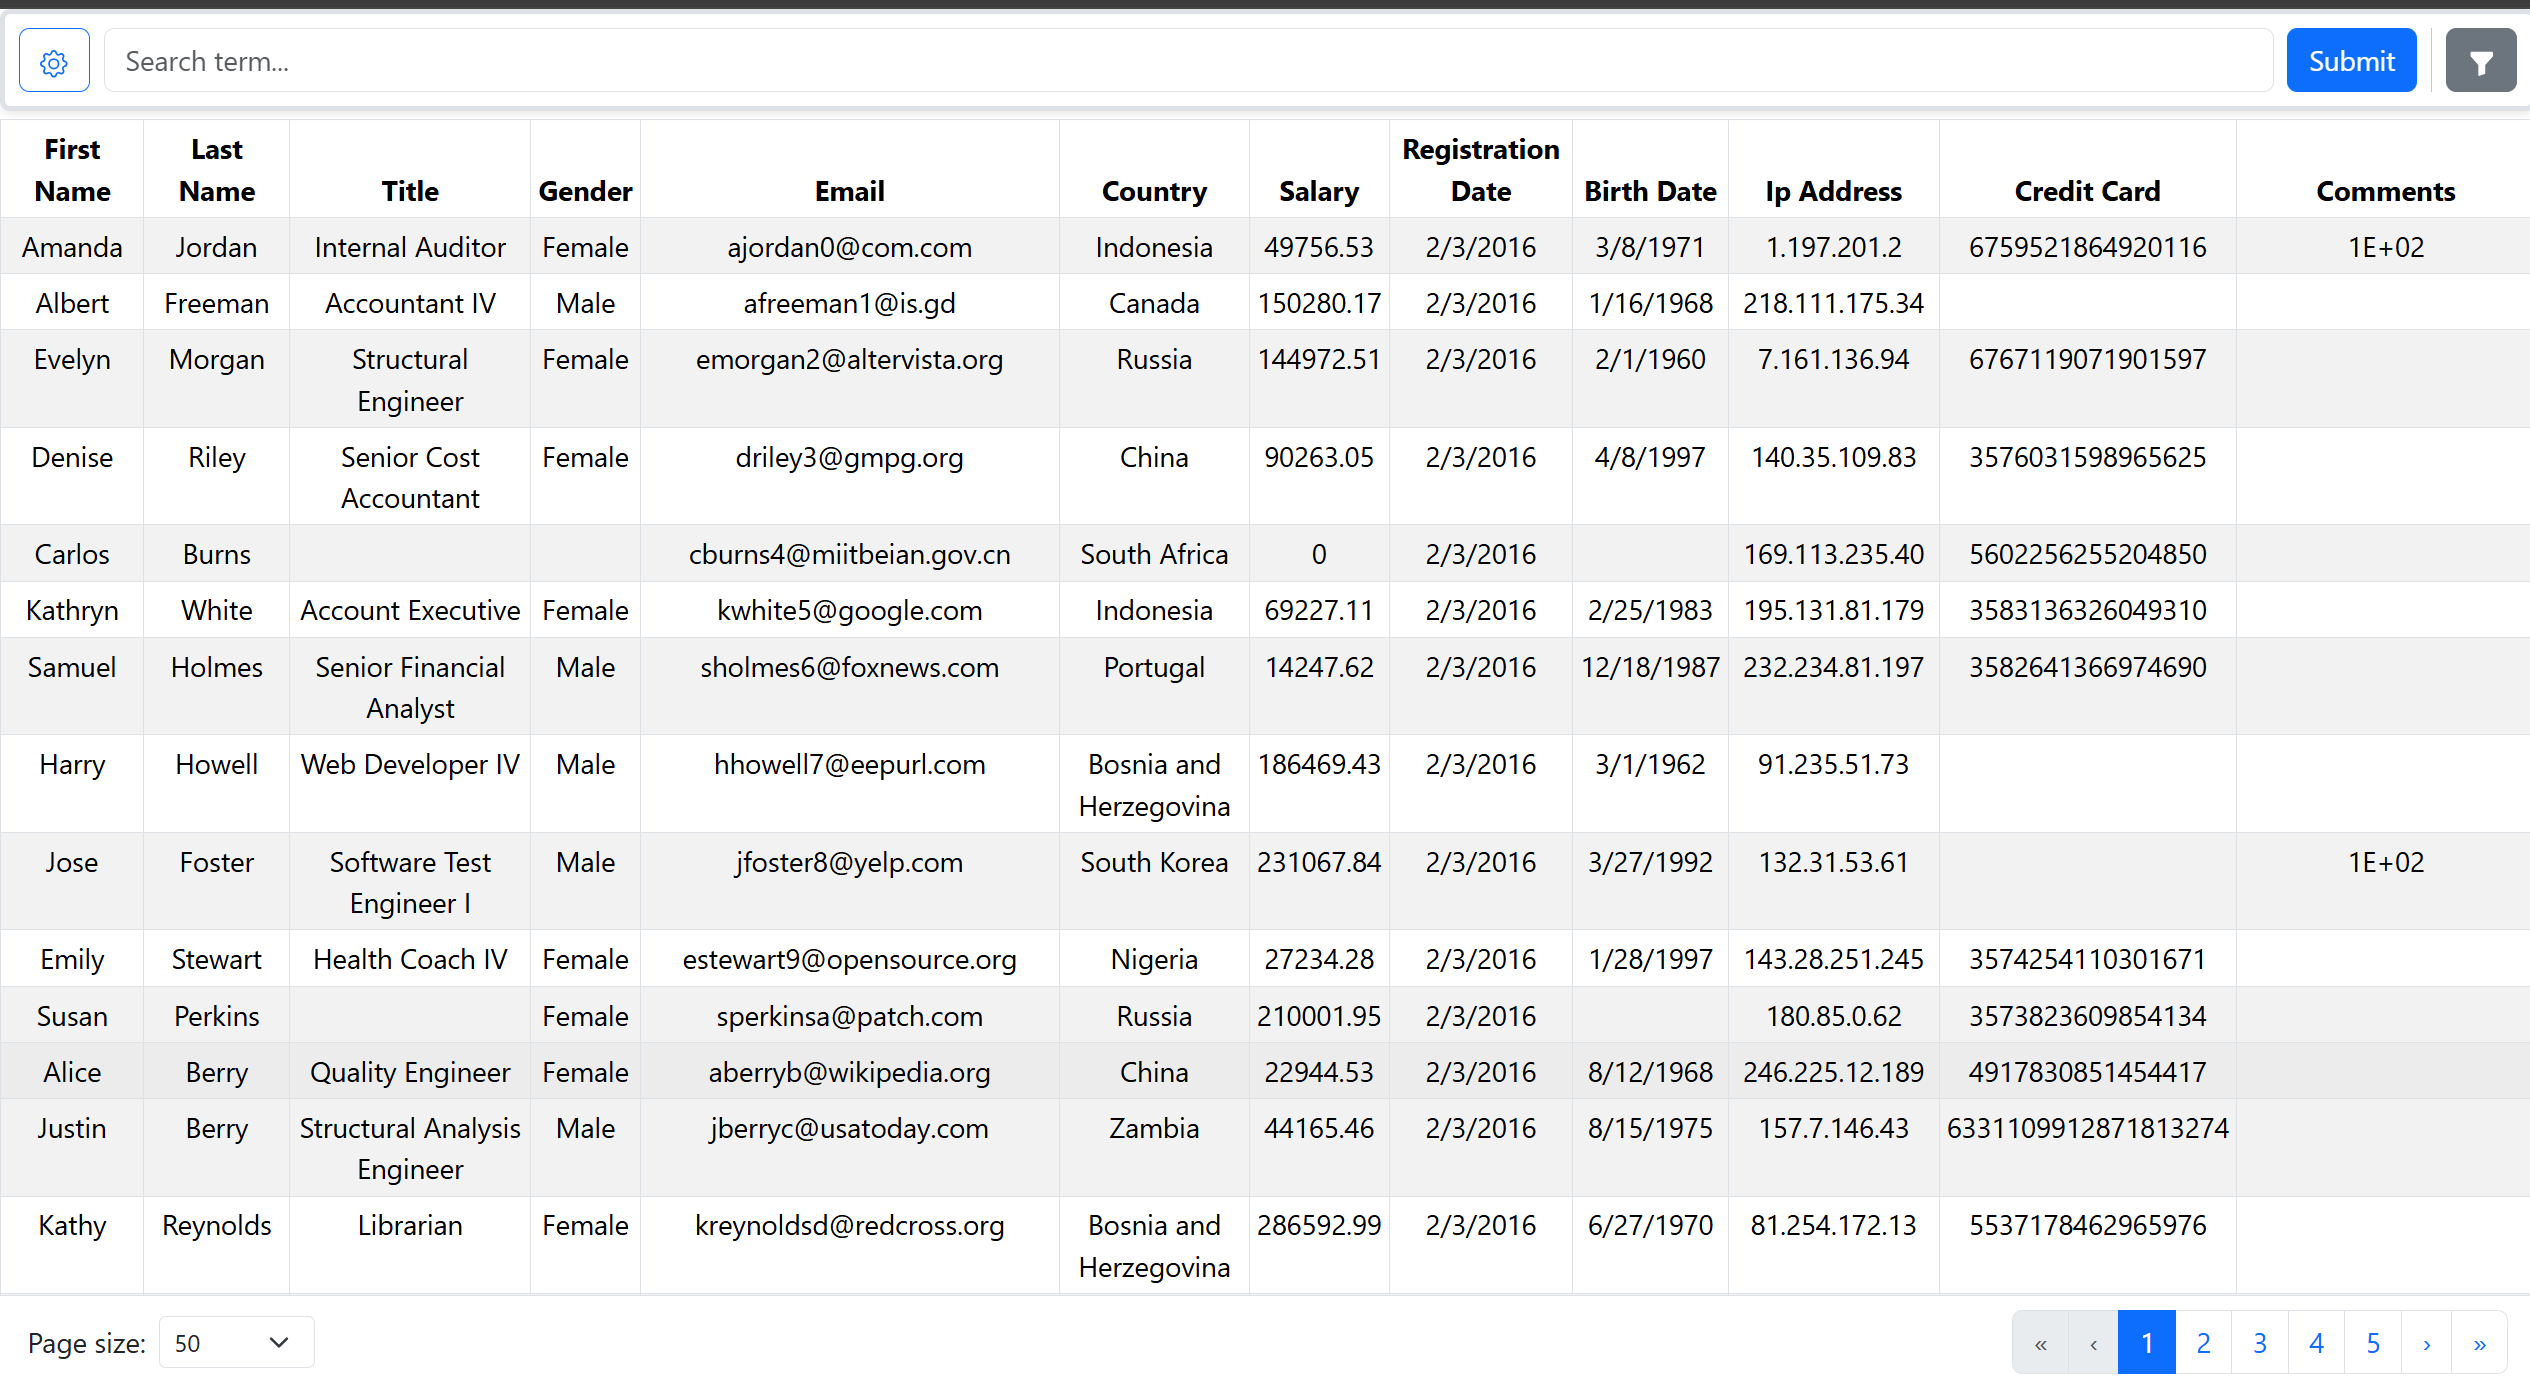 Search term...
Submit
First Name Last Name Title Gender Email Country Salary Registration Date Birth Date Ip Address Credit Card Comments
Amanda Jordan Internal Auditor Female ajordan0@com.com Indonesia 49756.53 2/3/2016 3/8/1971 1.197.201.2 6759521864920116 1E+02
Albert Freeman Accountant IV Male afreeman1@is.gd Canada 150280.17 2/3/2016 1/16/1968 218.111.175.34
Evelyn Morgan Structural Engineer Female emorgan2@altervista.org Russia 144972.51 2/3/2016 2/1/1960 7.161.136.94 6767119071901597
Denise Riley Senior Cost Accountant Female driley3@gmpg.org China 90263.05 2/3/2016 4/8/1997 140.35.109.83 3576031598965625
Carlos Burns cburns4@miitbeian.gov.cn South Africa 0 2/3/2016 169.113.235.40 5602256255204850
Kathryn White Account Executive Female kwhite5@google.com Indonesia 69227.11 2/3/2016 2/25/1983 195.131.81.179 3583136326049310
Samuel Holmes Senior Financial Analyst Male sholmes6@foxnews.com Portugal 14247.62 2/3/2016 12/18/1987 232.234.81.197 3582641366974690
Harry Howell Web Developer IV Male hhowell7@eepurl.com Bosnia and Herzegovina 186469.43 2/3/2016 3/1/1962 91.235.51.73
Jose Foster Software Test Engineer I Male jfoster8@yelp.com South Korea 231067.84 2/3/2016 3/27/1992 132.31.53.61 1E+02
Emily Stewart Health Coach IV Female estewart9@opensource.org Nigeria 27234.28 2/3/2016 1/28/1997 143.28.251.245 3574254110301671
Susan Perkins Female sperkinsa@patch.com Russia 210001.95 2/3/2016 180.85.0.62 3573823609854134
Alice Berry Quality Engineer Female aberryb@wikipedia.org China 22944.53 2/3/2016 8/12/1968 246.225.12.189 4917830851454417
Justin Berry Structural Analysis Engineer Male jberryc@usatoday.com Zambia 44165.46 2/3/2016 8/15/1975 157.7.146.43 6331109912871813274
Kathy Reynolds Librarian Female kreynoldsd@redcross.org Bosnia and Herzegovina 286592.99 2/3/2016 6/27/1970 81.254.172.13 5537178462965976
Page size: 50
« ‹ 1 2 3 4 5 › »